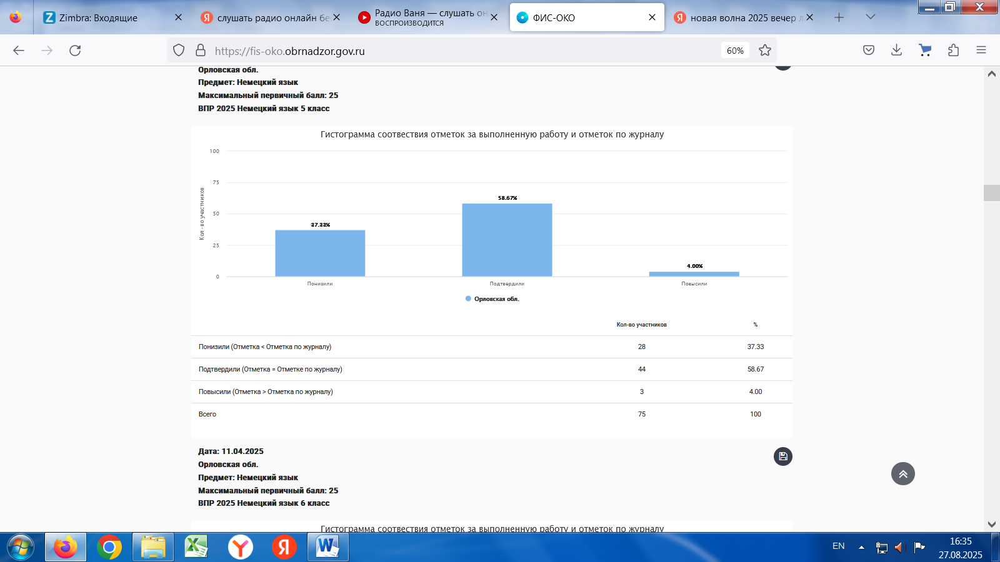 Zimbra: Входящие
слушать радио онлайн бе
Радио Ваня — слушать он
ВОСПРОИЗВОДИТСЯ
ФИС-ОКО
новая волна 2025 вечер л
https://fis-oko.obrnadzor.gov.ru
60%
Орловская обл.
Предмет: Немецкий язык
Максимальный первичный балл: 25
ВПР 2025 Немецкий язык 5 класс
Гистограмма соотвествия отметок за выполненную работу и отметок по журналу
Кол-во участников
100
75
50
25
0
37.33%
58.67%
4.00%
Понизили
Подтвердили
Повысили
Орловская обл.
Кол-во участников %
Понизили (Отметка < Отметка по журналу) 28 37.33
Подтвердили (Отметка = Отметке по журналу) 44 58.67
Повысили (Отметка > Отметка по журналу) 3 4.00
Всего 75 100
Дата: 11.04.2025
Орловская обл.
Предмет: Немецкий язык
Максимальный первичный балл: 25
ВПР 2025 Немецкий язык 6 класс
Гистограмма соотвествия отметок за выполненную работу и отметок по журналу
EN
16:35
27.08.2025